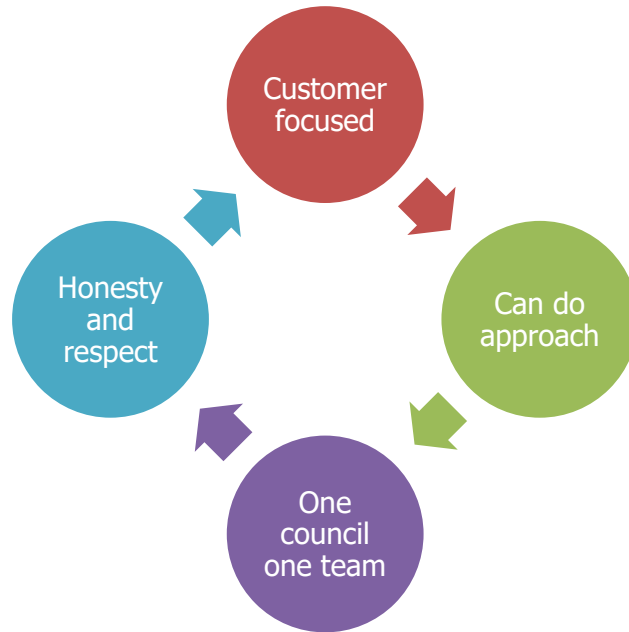 Customer
focused
Can do
approach
One
council
one team
Honesty
and
respect